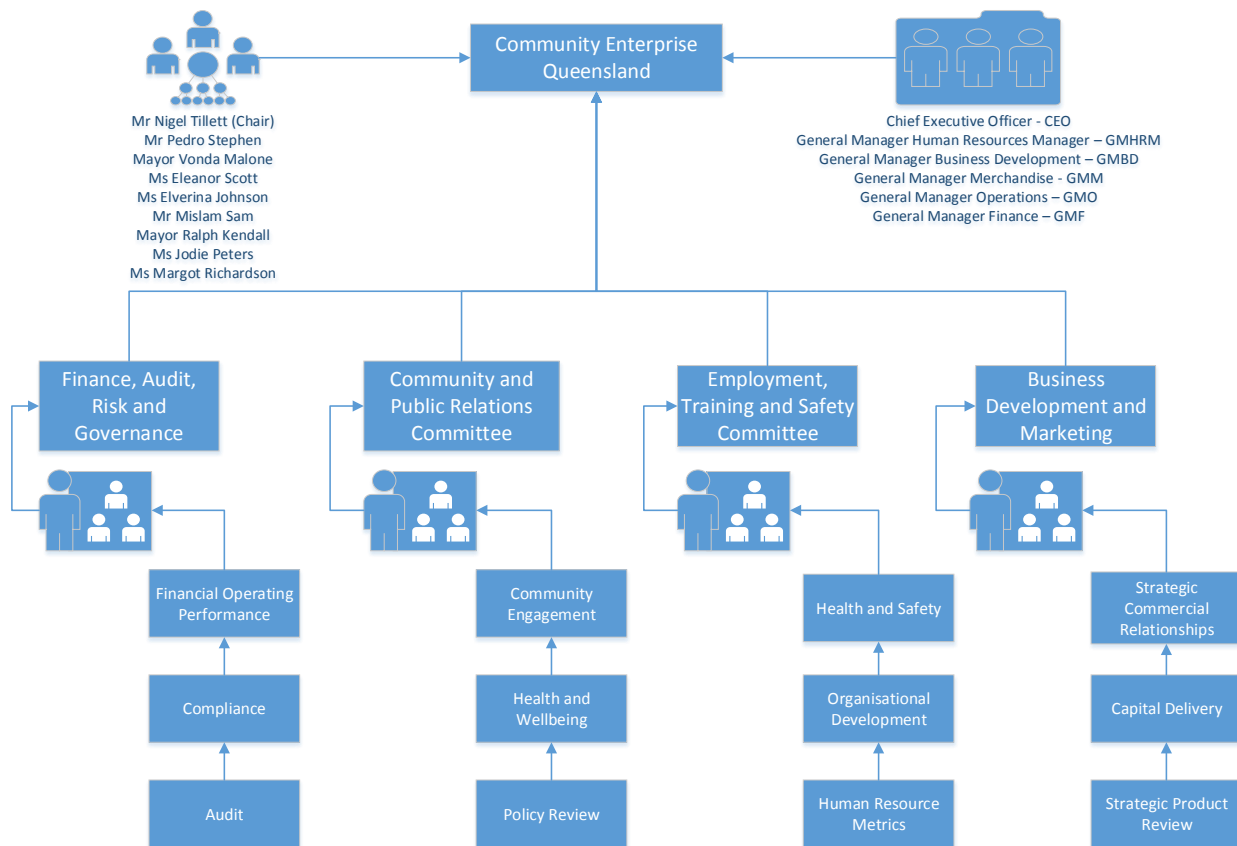 Community Enterprise
Queensland
Mr Nigel Tillett (Chair)
Mr Pedro Stephen
Mayor Vonda Malone
Ms Eleanor Scott
Ms Elverina Johnson
Mr Mislam Sam
Mayor Ralph Kendall
Ms Jodie Peters
Ms Margot Richardson
Chief Executive Officer - CEO
General Manager Human Resources Manager – GMHRM
General Manager Business Development – GMBD
General Manager Merchandise - GMM
General Manager Operations – GMO
General Manager Finance – GMF
Finance, Audit,
Risk and
Governance
Community and
Public Relations
Committee
Employment,
Training and Safety
Committee
Business
Development and
Marketing
Financial Operating
Performance
Compliance
Audit
Community
Engagement
Health and
Wellbeing
Policy Review
Health and Safety
Organisational
Development
Human Resource
Metrics
Strategic
Commercial
Relationships
Capital Delivery
Strategic Product
Review